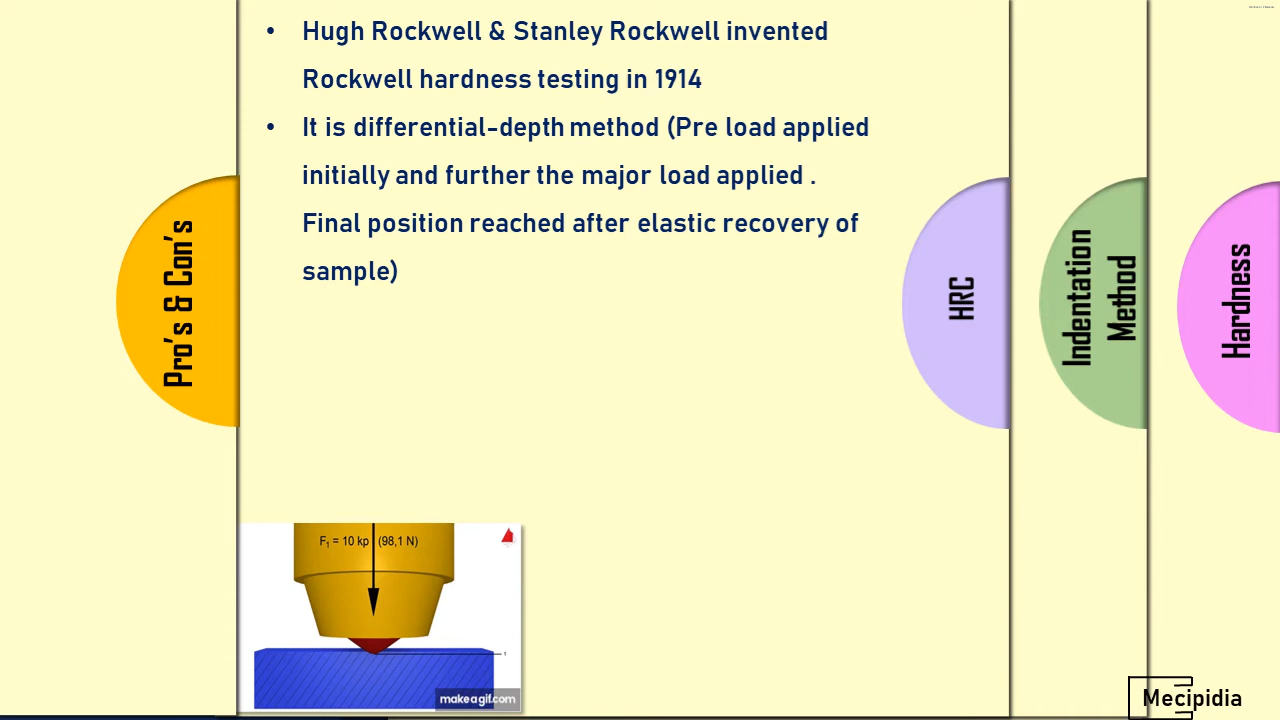 • Hugh Rockwell & Stanley Rockwell invented
Rockwell hardness testing in 1914
• It is differential-depth method (Pre load applied
initially and further the major load applied .
Final position reached after elastic recovery of
sample)
Pro's & Con's
HRC
Indentation
Method
Hardness
F₁ = 10 kp (98,1 N)
1
makeagif.com
Mecipidia